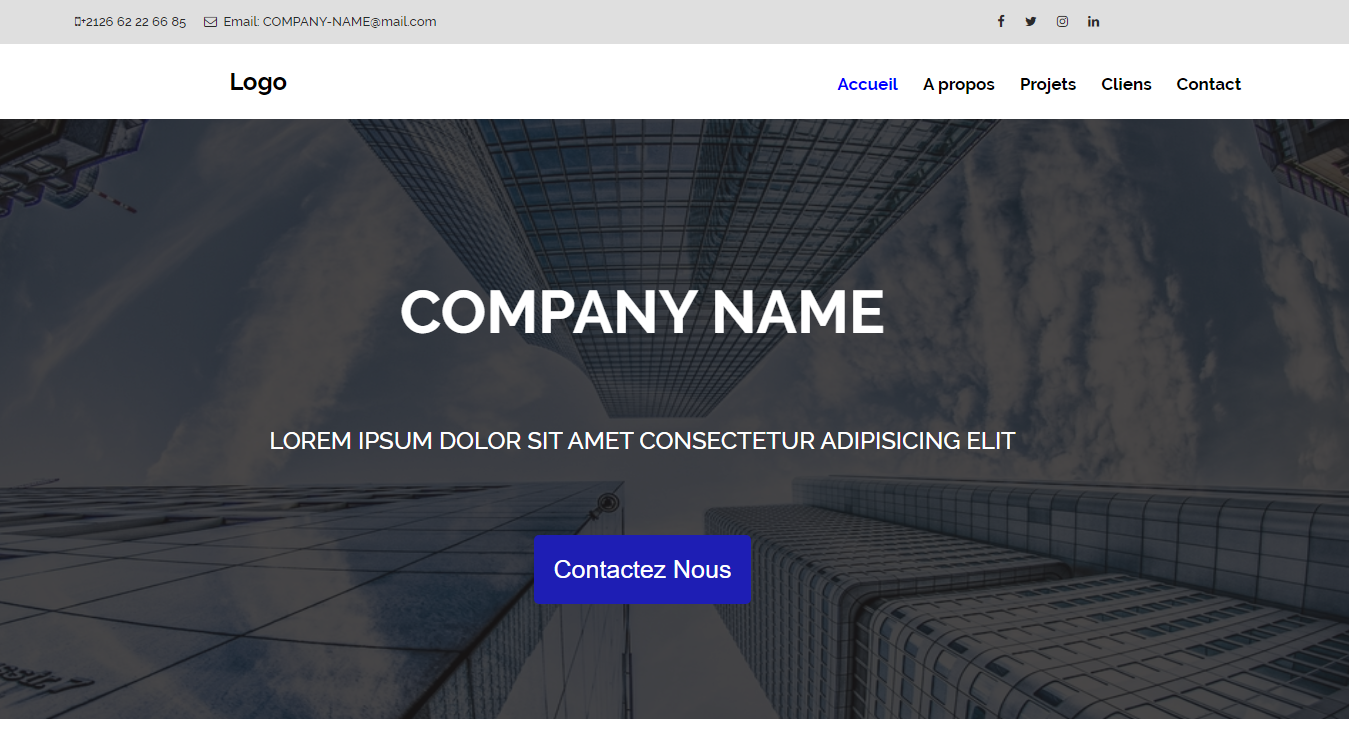 +2126 62 22 66 85 Email: COMPANY-NAME@mail.com
Logo Accueil A propos Projets Cliens Contact
COMPANY NAME
LOREM IPSUM DOLOR SIT AMET CONSECTETUR ADIPISICING ELIT
Contactez Nous